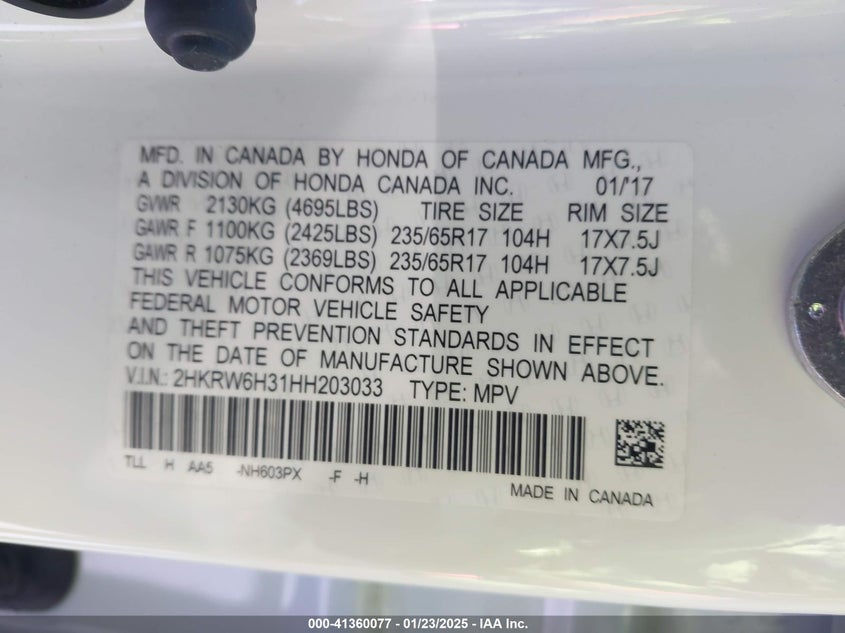 MFD. IN CANADA BY HONDA OF CANADA MFG.,
A DIVISION OF HONDA CANADA INC. 01/'17
GVWR 2130KG (4695LBS) TIRE SIZE RIM SIZE
GAWR F 1100KG (2425LBS) 235/65R17 104H 17X7.5J
GAWR R 1075KG (2369LBS) 235/65R17 104H 17X7.5J
THIS VEHICLE CONFORMS TO ALL APPLICABLE
FEDERAL MOTOR VEHICLE SAFETY
AND THEFT PREVENTION STANDARDS IN EFFECT
ON THE DATE OF MANUFACTURE SHOWN ABOVE.
V.I.N.: 2HKRW6H31HH203033 TYPE: MPV
TLL H AA5 -NH603PX -F -H
MADE IN CANADA
000-41360077 - 01/23/2025 - IAA Inc.